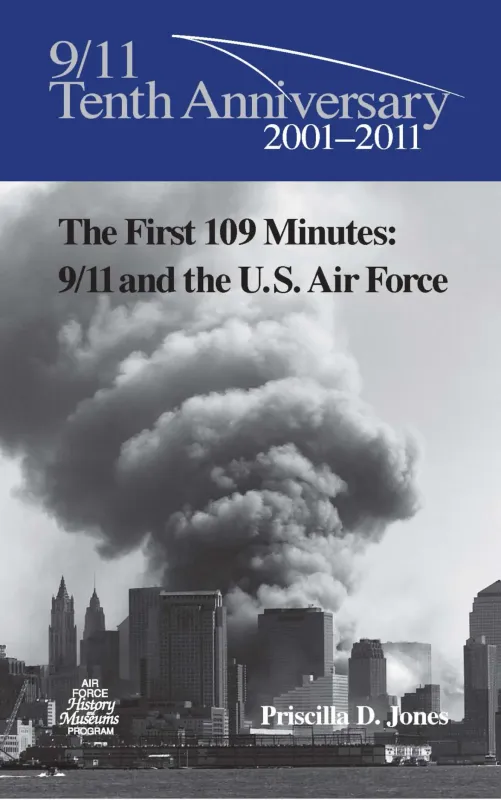 9/11
Tenth Anniversary
2001–2011
The First 109 Minutes:
9/11 and the U.S. Air Force
AIR
FORCE
History
and
Museums
PROGRAM
Priscilla D. Jones